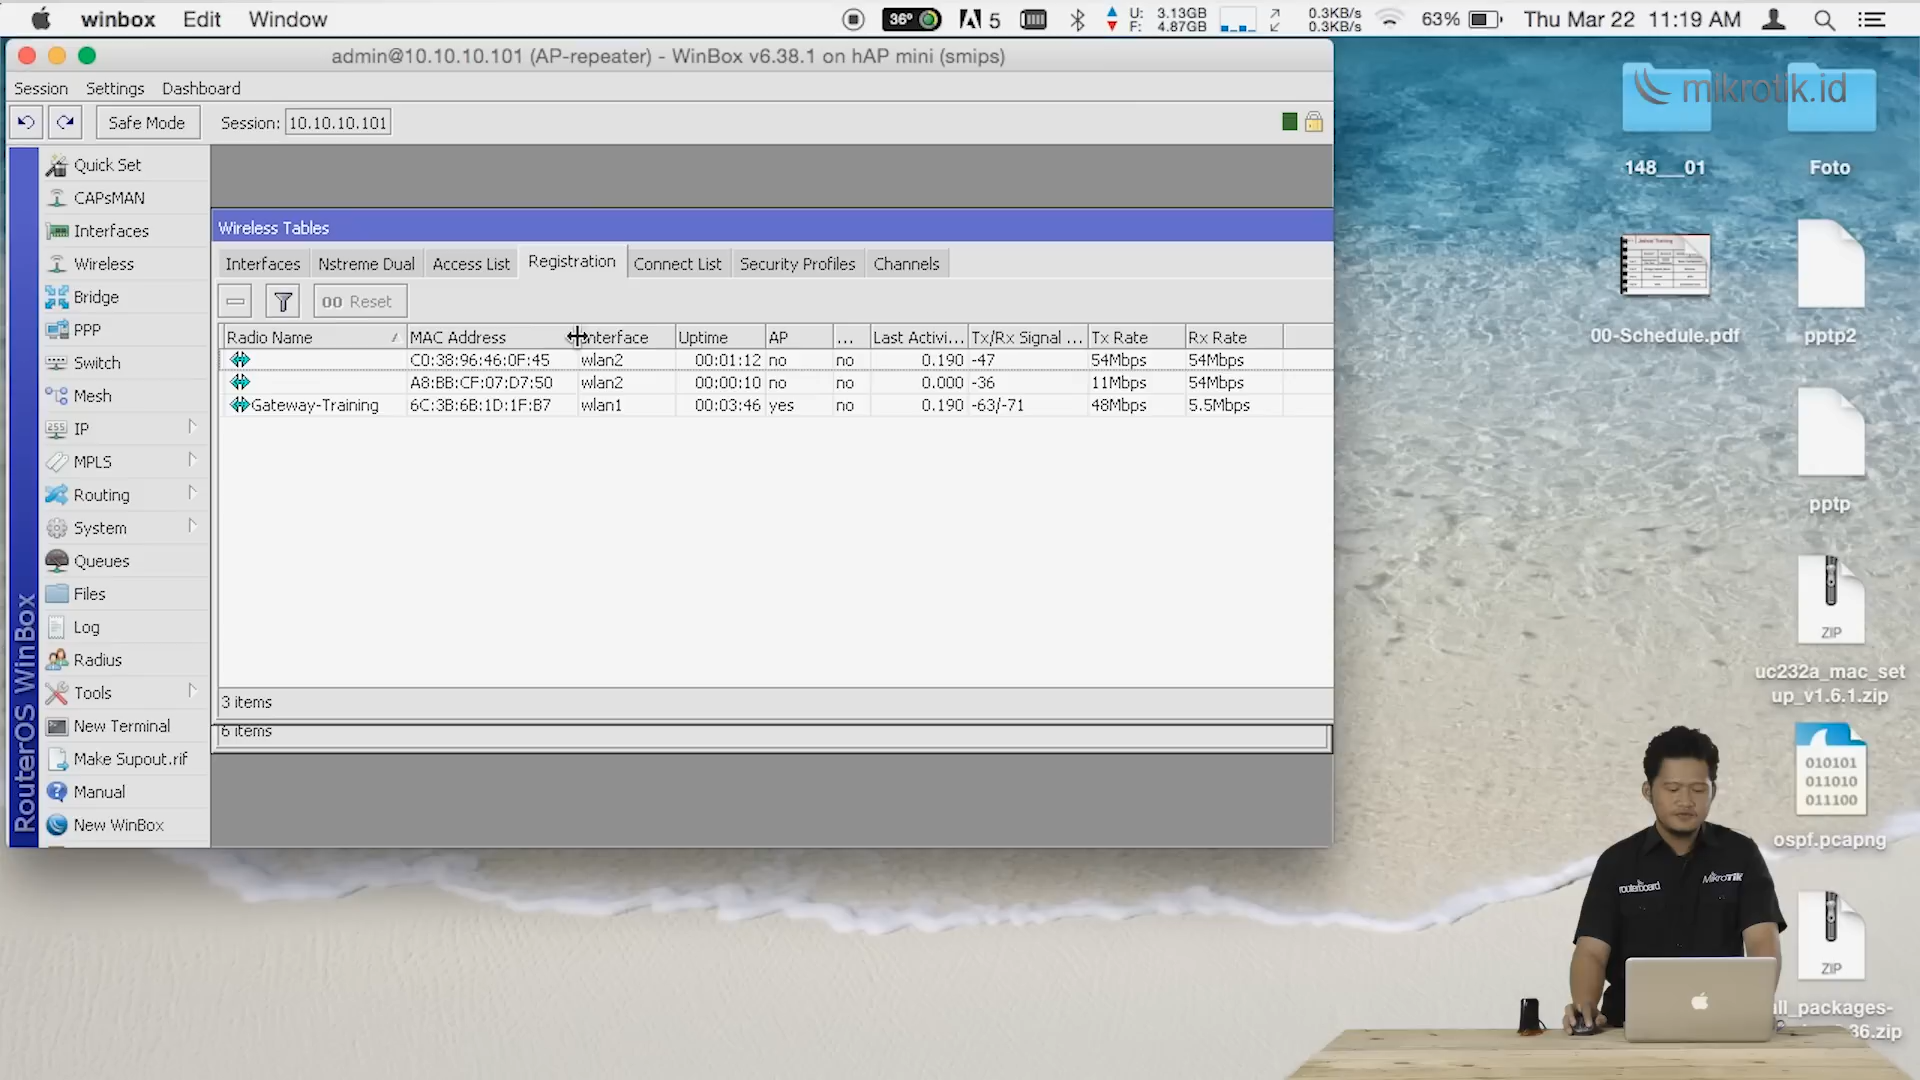 winbox Edit Window 36° 5 U: 3.13GB F: 4.87GB 0.3KB/s 0.3KB/s 63% Thu Mar 22 11:19 AM
admin@10.10.10.101 (AP-repeater) - WinBox v6.38.1 on hAP mini (smips)
Session Settings Dashboard
Safe Mode Session: 10.10.10.101
Quick Set
CAPsMAN
Interfaces
Wireless
Bridge
PPP
Switch
Mesh
255 IP
MPLS
Routing
System
Queues
Files
Log
Radius
Tools
New Terminal
Make Supout.rif
Manual
New WinBox
RouterOS WinBox
Wireless Tables
Interfaces Nstreme Dual Access List Registration Connect List Security Profiles Channels
00 Reset
Radio Name MAC Address Interface Uptime AP ... Last Activi... Tx/Rx Signal ... Tx Rate Rx Rate
C0:38:96:46:0F:45 wlan2 00:01:12 no no 0.190 -47 54Mbps 54Mbps
A8:BB:CF:07:D7:50 wlan2 00:00:10 no no 0.000 -36 11Mbps 54Mbps
Gateway-Training 6C:3B:6B:1D:1F:B7 wlan1 00:03:46 yes no 0.190 -63/-71 48Mbps 5.5Mbps
3 items
6 items
mikrotik.id
148___01
Foto
00-Schedule.pdf
pptp2
pptp
ZIP
uc232a_mac_set
up_v1.6.1.zip
010101
011010
011100
ospf.pcapng
ZIP
all_packages-
36.zip
routerboard
MikroTik